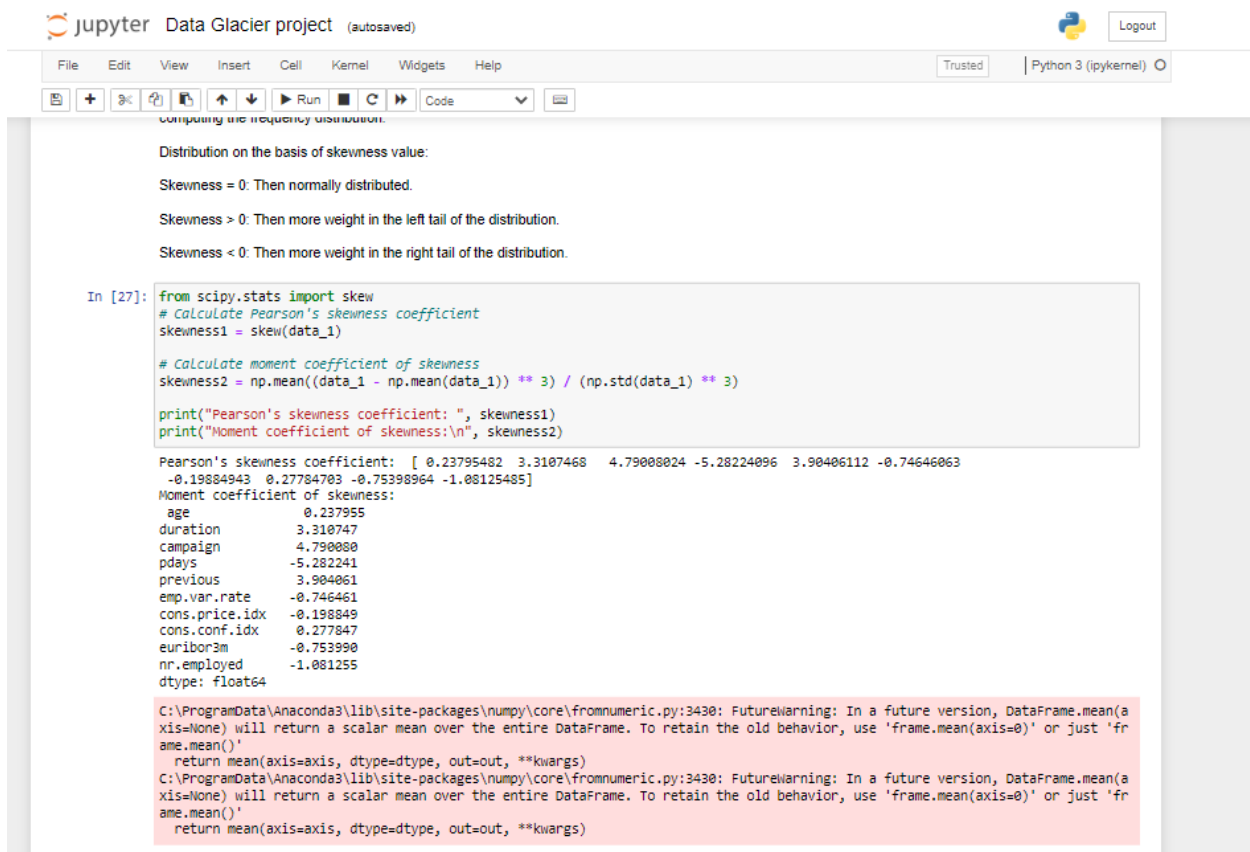 jupyter Data Glacier project (autosaved)
Logout
File Edit View Insert Cell Kernel Widgets Help
Trusted
Python 3 (ipykernel)
Run
Code
computing the frequency distribution.
Distribution on the basis of skewness value:
Skewness = 0: Then normally distributed.
Skewness > 0: Then more weight in the left tail of the distribution.
Skewness < 0: Then more weight in the right tail of the distribution.
In [27]: from scipy.stats import skew
# Calculate Pearson's skewness coefficient
skewness1 = skew(data_1)
# Calculate moment coefficient of skewness
skewness2 = np.mean((data_1 - np.mean(data_1)) ** 3) / (np.std(data_1) ** 3)
print("Pearson's skewness coefficient: ", skewness1)
print("Moment coefficient of skewness:\n", skewness2)
Pearson's skewness coefficient:  [ 0.23795482  3.3107468   4.79008024 -5.28224096  3.90406112 -0.74646063
-0.19884943  0.27784703 -0.75398964 -1.08125485]
Moment coefficient of skewness:
age 0.237955
duration 3.310747
campaign 4.790080
pdays -5.282241
previous 3.904061
emp.var.rate -0.746461
cons.price.idx -0.198849
cons.conf.idx 0.277847
euribor3m -0.753990
nr.employed -1.081255
dtype: float64
C:\ProgramData\Anaconda3\lib\site-packages\numpy\core\fromnumeric.py:3430: FutureWarning: In a future version, DataFrame.mean(a
xis=None) will return a scalar mean over the entire DataFrame. To retain the old behavior, use 'frame.mean(axis=0)' or just 'fr
ame.mean()'
return mean(axis=axis, dtype=dtype, out=out, **kwargs)
C:\ProgramData\Anaconda3\lib\site-packages\numpy\core\fromnumeric.py:3430: FutureWarning: In a future version, DataFrame.mean(a
xis=None) will return a scalar mean over the entire DataFrame. To retain the old behavior, use 'frame.mean(axis=0)' or just 'fr
ame.mean()'
return mean(axis=axis, dtype=dtype, out=out, **kwargs)